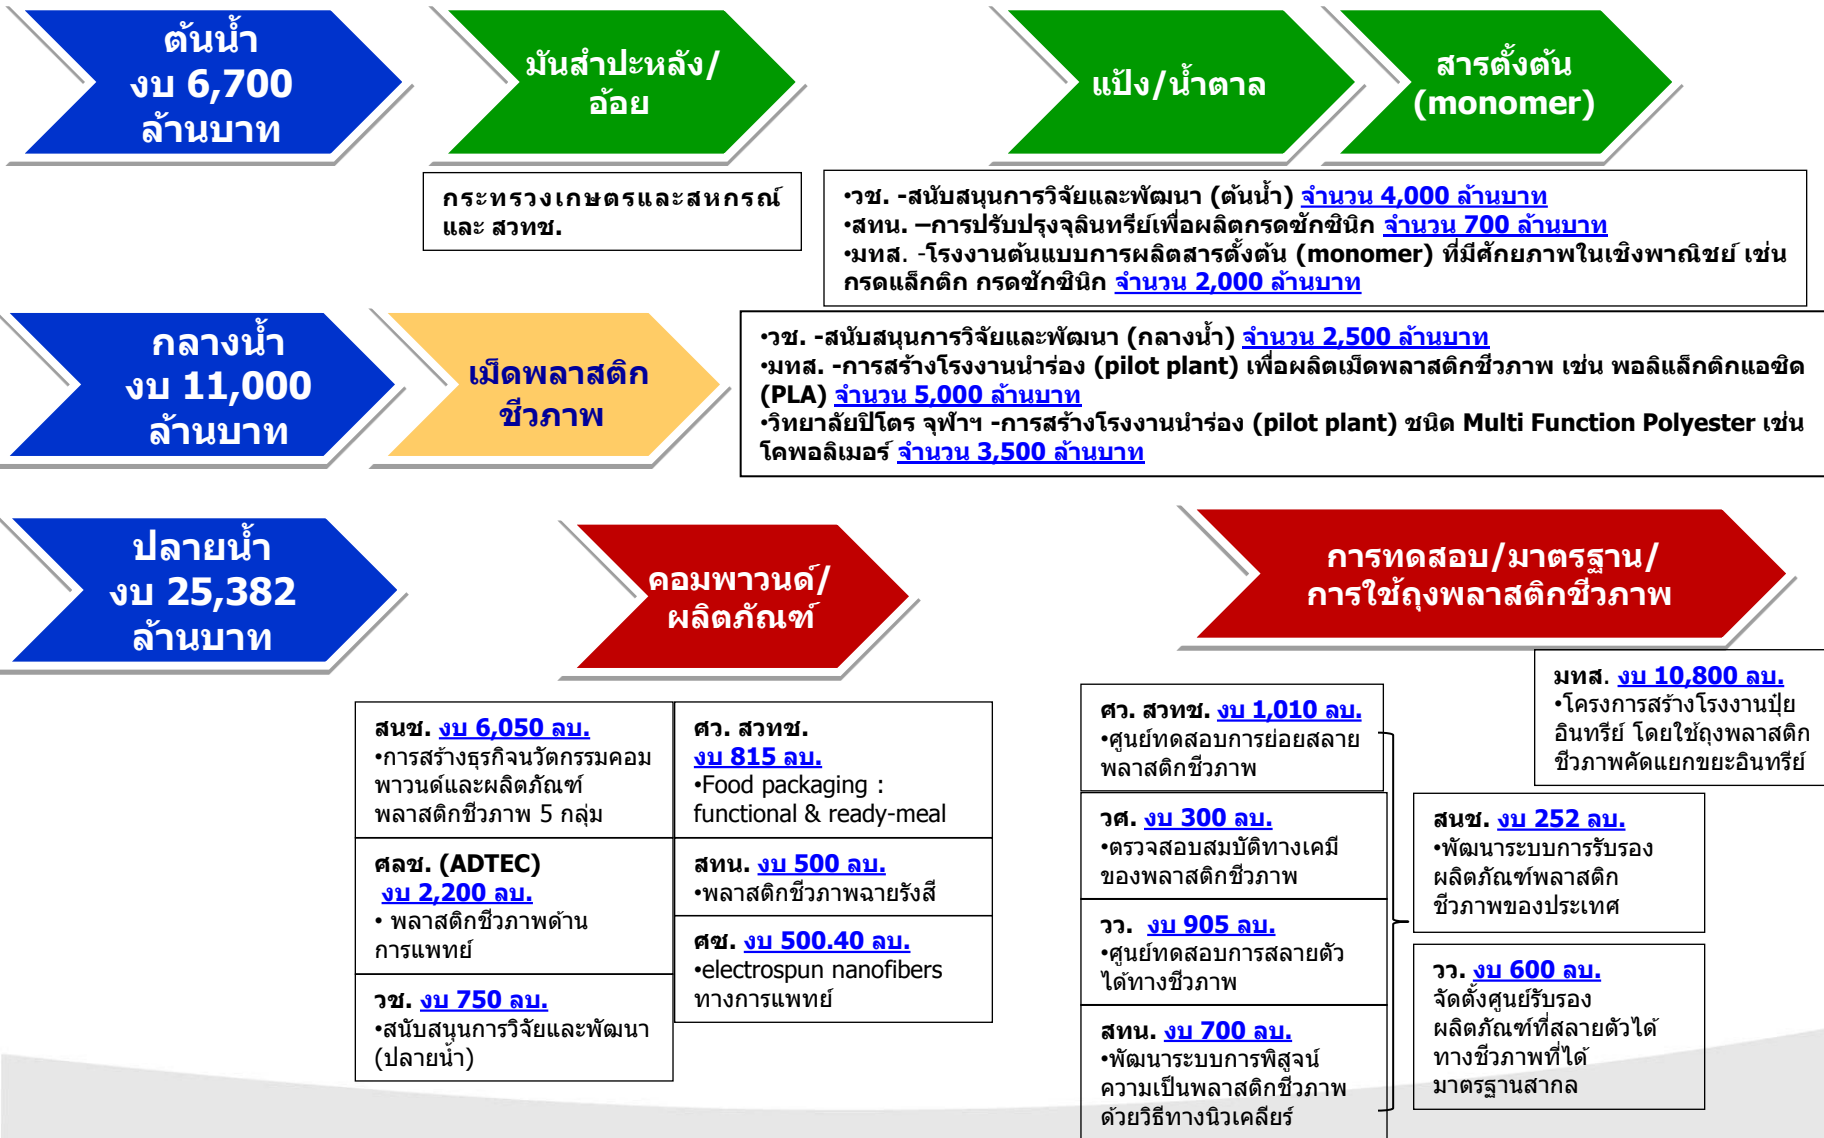 ต้นน้ำ
งบ 6,700
ล้านบาท
มันสำปะหลัง/
อ้อย
แป้ง/น้ำตาล
สารตั้งต้น
(monomer)
กระทรวงเกษตรและสหกรณ์
และ สวทช.
•วช. -สนับสนุนการวิจัยและพัฒนา (ต้นน้ำ) จำนวน 4,000 ล้านบาท
•สทน. –การปรับปรุงจุลินทรีย์เพื่อผลิตกรดซักซินิก จำนวน 700 ล้านบาท
•มทส. -โรงงานต้นแบบการผลิตสารตั้งต้น (monomer) ที่มีศักยภาพในเชิงพาณิชย์ เช่น
กรดแล็กติก กรดซักซินิก จำนวน 2,000 ล้านบาท
กลางน้ำ
งบ 11,000
ล้านบาท
เม็ดพลาสติก
ชีวภาพ
•วช. -สนับสนุนการวิจัยและพัฒนา (กลางน้ำ) จำนวน 2,500 ล้านบาท
•มทส. -การสร้างโรงงานนำร่อง (pilot plant) เพื่อผลิตเม็ดพลาสติกชีวภาพ เช่น พอลิแล็กติกแอซิด
(PLA) จำนวน 5,000 ล้านบาท
•วิทยาลัยปิโตร จุฬาฯ -การสร้างโรงงานนำร่อง (pilot plant) ชนิด Multi Function Polyester เช่น
โคพอลิเมอร์ จำนวน 3,500 ล้านบาท
ปลายน้ำ
งบ 25,382
ล้านบาท
คอมพาวนด์/
ผลิตภัณฑ์
การทดสอบ/มาตรฐาน/
การใช้ถุงพลาสติกชีวภาพ
สนช. งบ 6,050 ลบ.
•การสร้างธุรกิจนวัตกรรมคอม
พาวนด์และผลิตภัณฑ์
พลาสติกชีวภาพ 5 กลุ่ม
ศลช. (ADTEC)
งบ 2,200 ลบ.
• พลาสติกชีวภาพด้าน
การแพทย์
วช. งบ 750 ลบ.
•สนับสนุนการวิจัยและพัฒนา
(ปลายน้ำ)
ศว. สวทช.
งบ 815 ลบ.
•Food packaging :
functional & ready-meal
สทน. งบ 500 ลบ.
•พลาสติกชีวภาพฉายรังสี
ศซ. งบ 500.40 ลบ.
•electrospun nanofibers
ทางการแพทย์
ศว. สวทช. งบ 1,010 ลบ.
•ศูนย์ทดสอบการย่อยสลาย
พลาสติกชีวภาพ
วศ. งบ 300 ลบ.
•ตรวจสอบสมบัติทางเคมี
ของพลาสติกชีวภาพ
วว. งบ 905 ลบ.
•ศูนย์ทดสอบการสลายตัว
ได้ทางชีวภาพ
สทน. งบ 700 ลบ.
•พัฒนาระบบการพิสูจน์
ความเป็นพลาสติกชีวภาพ
ด้วยวิธีทางนิวเคลียร์
มทส. งบ 10,800 ลบ.
•โครงการสร้างโรงงานปุ๋ย
อินทรีย์ โดยใช้ถุงพลาสติก
ชีวภาพคัดแยกขยะอินทรีย์
สนช. งบ 252 ลบ.
•พัฒนาระบบการรับรอง
ผลิตภัณฑ์พลาสติก
ชีวภาพของประเทศ
วว. งบ 600 ลบ.
จัดตั้งศูนย์รับรอง
ผลิตภัณฑ์ที่สลายตัวได้
ทางชีวภาพที่ได้
มาตรฐานสากล